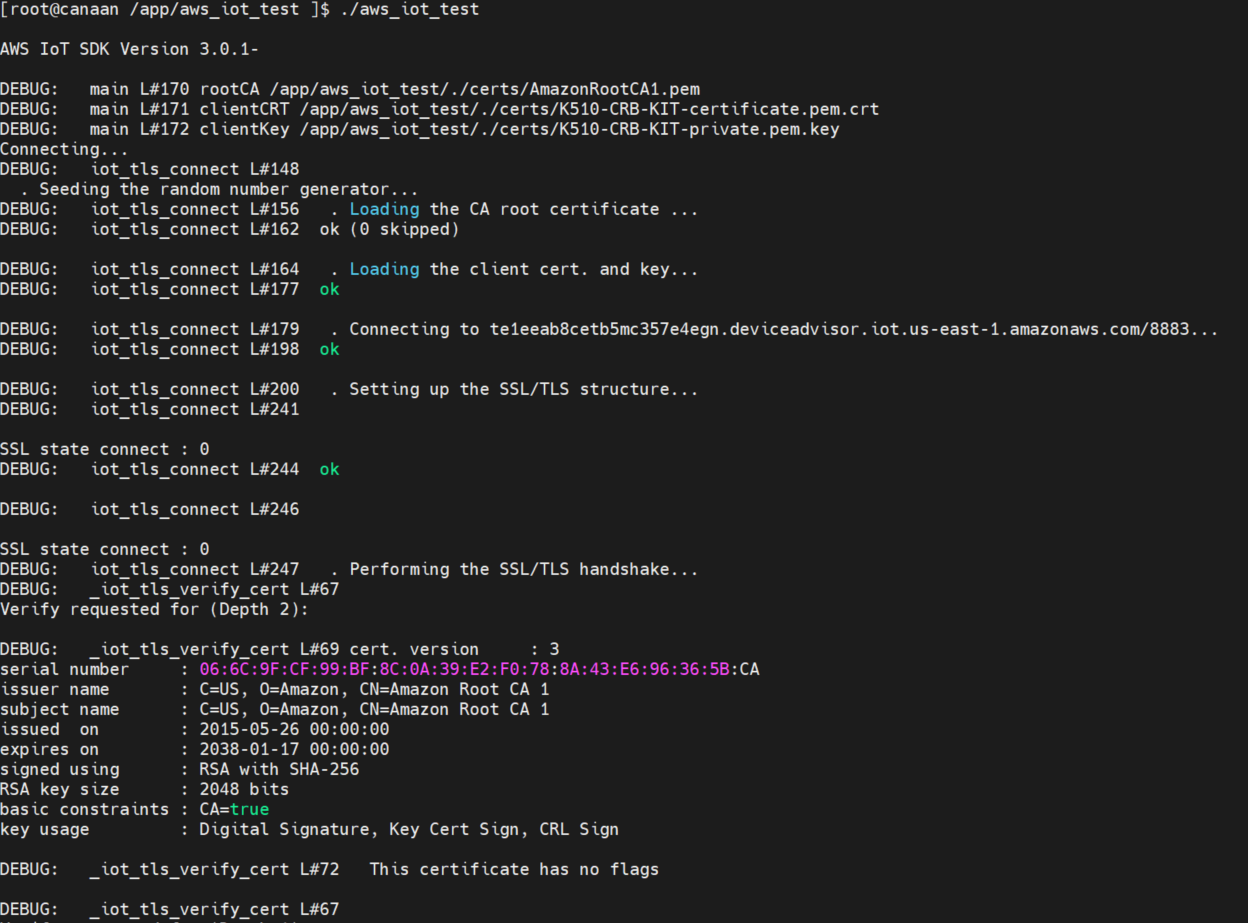 [root@canaan /app/aws_iot_test ]$ ./aws_iot_test
AWS IoT SDK Version 3.0.1-
DEBUG:   main L#170 rootCA /app/aws_iot_test/./certs/AmazonRootCA1.pem
DEBUG:   main L#171 clientCRT /app/aws_iot_test/./certs/K510-CRB-KIT-certificate.pem.crt
DEBUG:   main L#172 clientKey /app/aws_iot_test/./certs/K510-CRB-KIT-private.pem.key
Connecting...
DEBUG:   iot_tls_connect L#148
  . Seeding the random number generator...
DEBUG:   iot_tls_connect L#156   . Loading the CA root certificate ...
DEBUG:   iot_tls_connect L#162  ok (0 skipped)
DEBUG:   iot_tls_connect L#164   . Loading the client cert. and key...
DEBUG:   iot_tls_connect L#177  ok
DEBUG:   iot_tls_connect L#179   . Connecting to te1eeab8cetb5mc357e4egn.deviceadvisor.iot.us-east-1.amazonaws.com/8883...
DEBUG:   iot_tls_connect L#198  ok
DEBUG:   iot_tls_connect L#200   . Setting up the SSL/TLS structure...
DEBUG:   iot_tls_connect L#241
SSL state connect : 0
DEBUG:   iot_tls_connect L#244  ok
DEBUG:   iot_tls_connect L#246
SSL state connect : 0
DEBUG:   iot_tls_connect L#247   . Performing the SSL/TLS handshake...
DEBUG:   _iot_tls_verify_cert L#67
Verify requested for (Depth 2):
DEBUG:   _iot_tls_verify_cert L#69 cert. version     : 3
serial number     : 06:6C:9F:CF:99:BF:8C:0A:39:E2:F0:78:8A:43:E6:96:36:5B:CA
issuer name       : C=US, O=Amazon, CN=Amazon Root CA 1
subject name      : C=US, O=Amazon, CN=Amazon Root CA 1
issued  on        : 2015-05-26 00:00:00
expires on        : 2038-01-17 00:00:00
signed using      : RSA with SHA-256
RSA key size      : 2048 bits
basic constraints : CA=true
key usage         : Digital Signature, Key Cert Sign, CRL Sign
DEBUG:   _iot_tls_verify_cert L#72   This certificate has no flags
DEBUG:   _iot_tls_verify_cert L#67